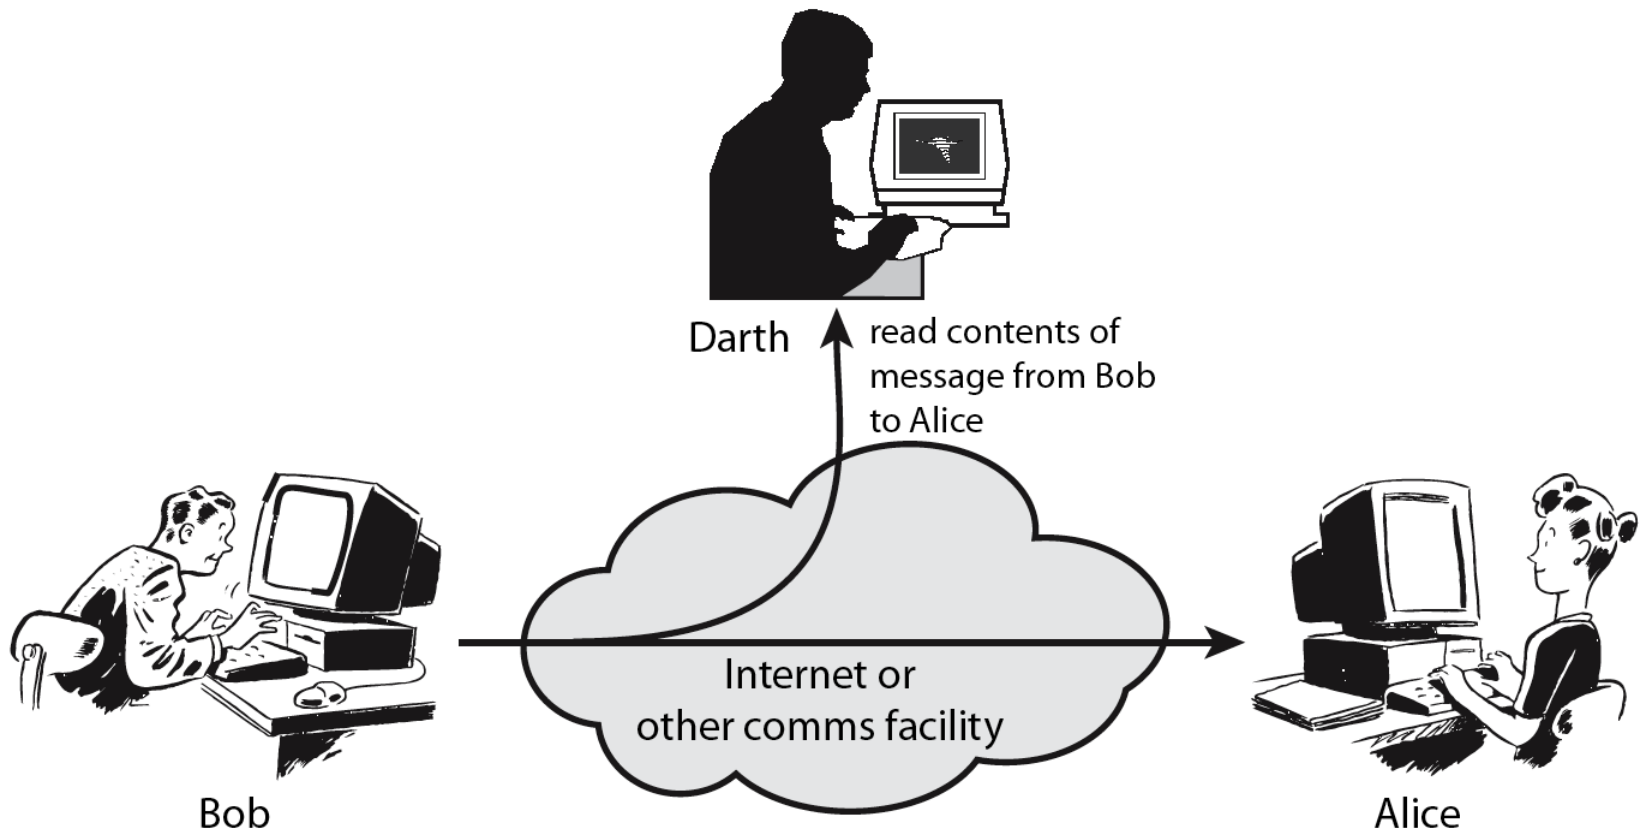 Darth
read contents of
message from Bob
to Alice
Internet or
other comms facility
Bob
Alice